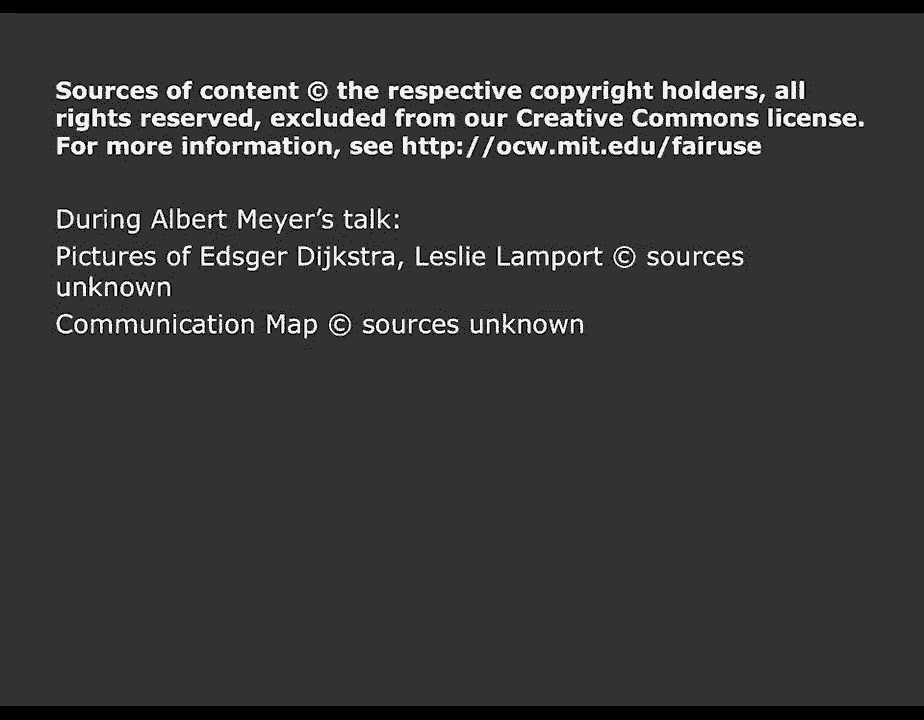 Sources of content © the respective copyright holders, all
rights reserved, excluded from our Creative Commons license.
For more information, see http://ocw.mit.edu/fairuse
During Albert Meyer’s talk:
Pictures of Edsger Dijkstra, Leslie Lamport © sources
unknown
Communication Map © sources unknown